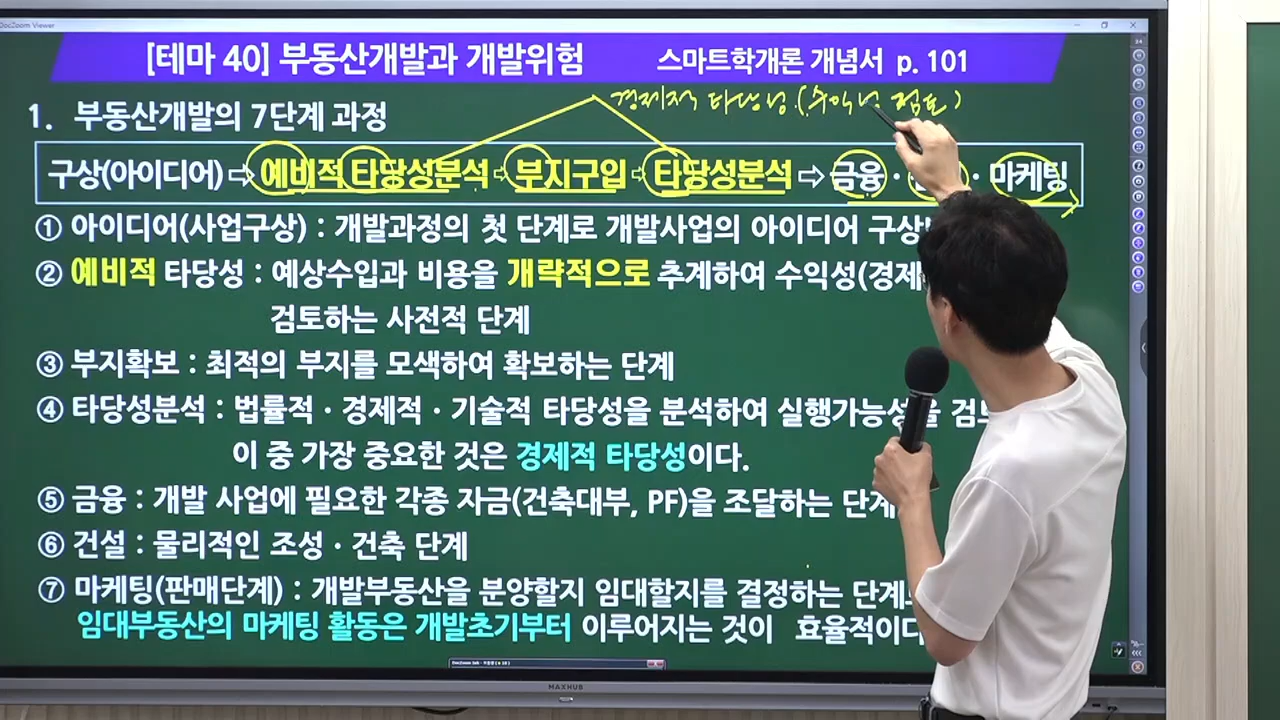 DocZoom Viewer
[테마 40] 부동산개발과 개발위험 스마트학개론 개념서 p. 101
경제적 타당성 (수익성 검토)
1. 부동산개발의 7단계 과정
구상(아이디어) ⇨ 예비적 타당성분석 ⇨ 부지구입 ⇨ 타당성분석 ⇨ 금융 · · 마케팅
① 아이디어(사업구상) : 개발과정의 첫 단계로 개발사업의 아이디어 구상
② 예비적 타당성 : 예상수입과 비용을 개략적으로 추계하여 수익성(경제
검토하는 사전적 단계
③ 부지확보 : 최적의 부지를 모색하여 확보하는 단계
④ 타당성분석 : 법률적 · 경제적 · 기술적 타당성을 분석하여 실행가능성을 검
이 중 가장 중요한 것은 경제적 타당성이다.
⑤ 금융 : 개발 사업에 필요한 각종 자금(건축대부, PF)을 조달하는 단계
⑥ 건설 : 물리적인 조성 · 건축 단계
⑦ 마케팅(판매단계) : 개발부동산을 분양할지 임대할지를 결정하는 단계
임대부동산의 마케팅 활동은 개발초기부터 이루어지는 것이 효율적이다
MAXHUB